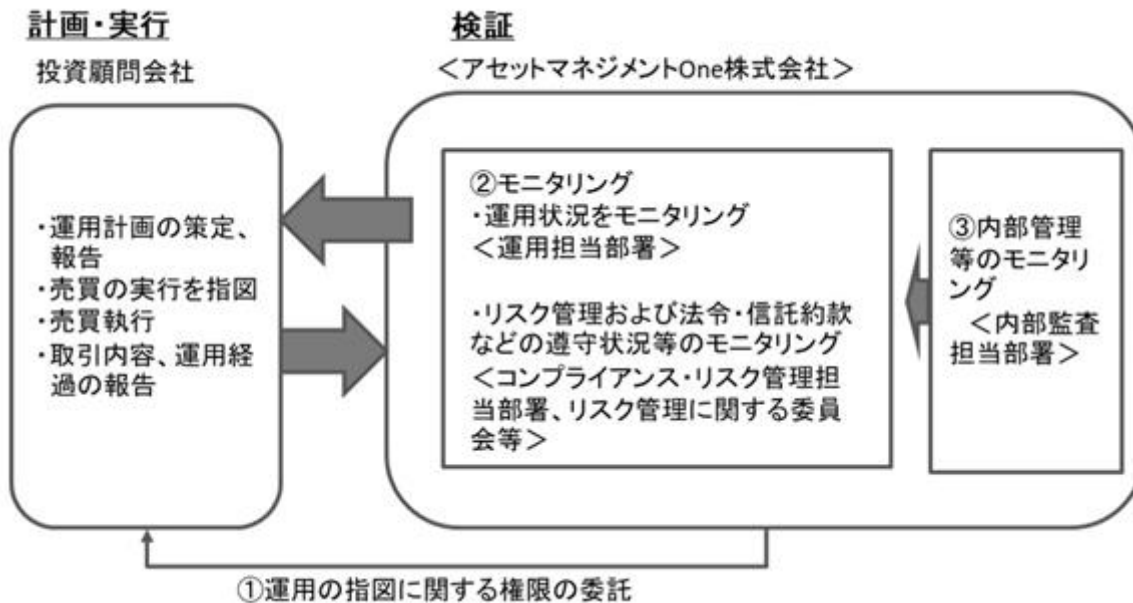 計画・実行
投資顧問会社
・運用計画の策定、
報告
・売買の実行を指図
・売買執行
・取引内容、運用経
過の報告
検証
＜アセットマネジメントOne株式会社＞
②モニタリング
・運用状況をモニタリング
＜運用担当部署＞
・リスク管理および法令・信託約款
などの遵守状況等のモニタリング
＜コンプライアンス・リスク管理担
当部署、リスク管理に関する委員
会等＞
③内部管理
等のモニタリ
ング
＜内部監査
担当部署＞
①運用の指図に関する権限の委託